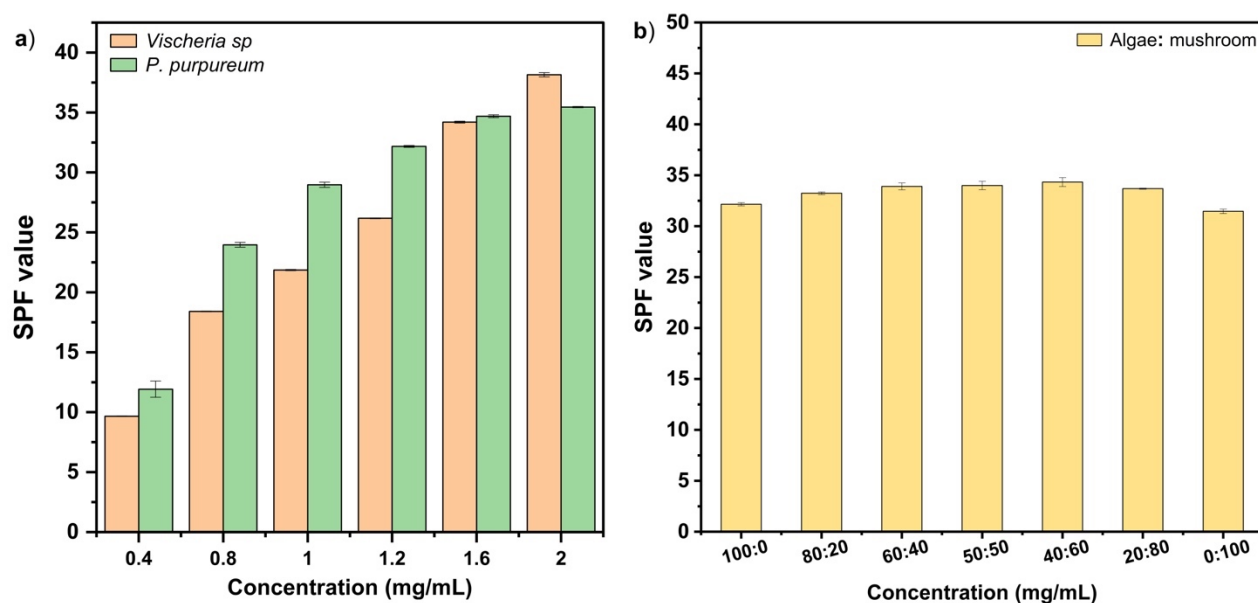 a)
Vischeria sp
P. purpureum
40
35
30
25
20
15
10
5
0
SPF value
0.4 0.8 1 1.2 1.6 2
Concentration (mg/mL)
b)
Algae: mushroom
50
45
40
35
30
25
20
15
10
5
0
SPF value
100:0 80:20 60:40 50:50 40:60 20:80 0:100
Concentration (mg/mL)